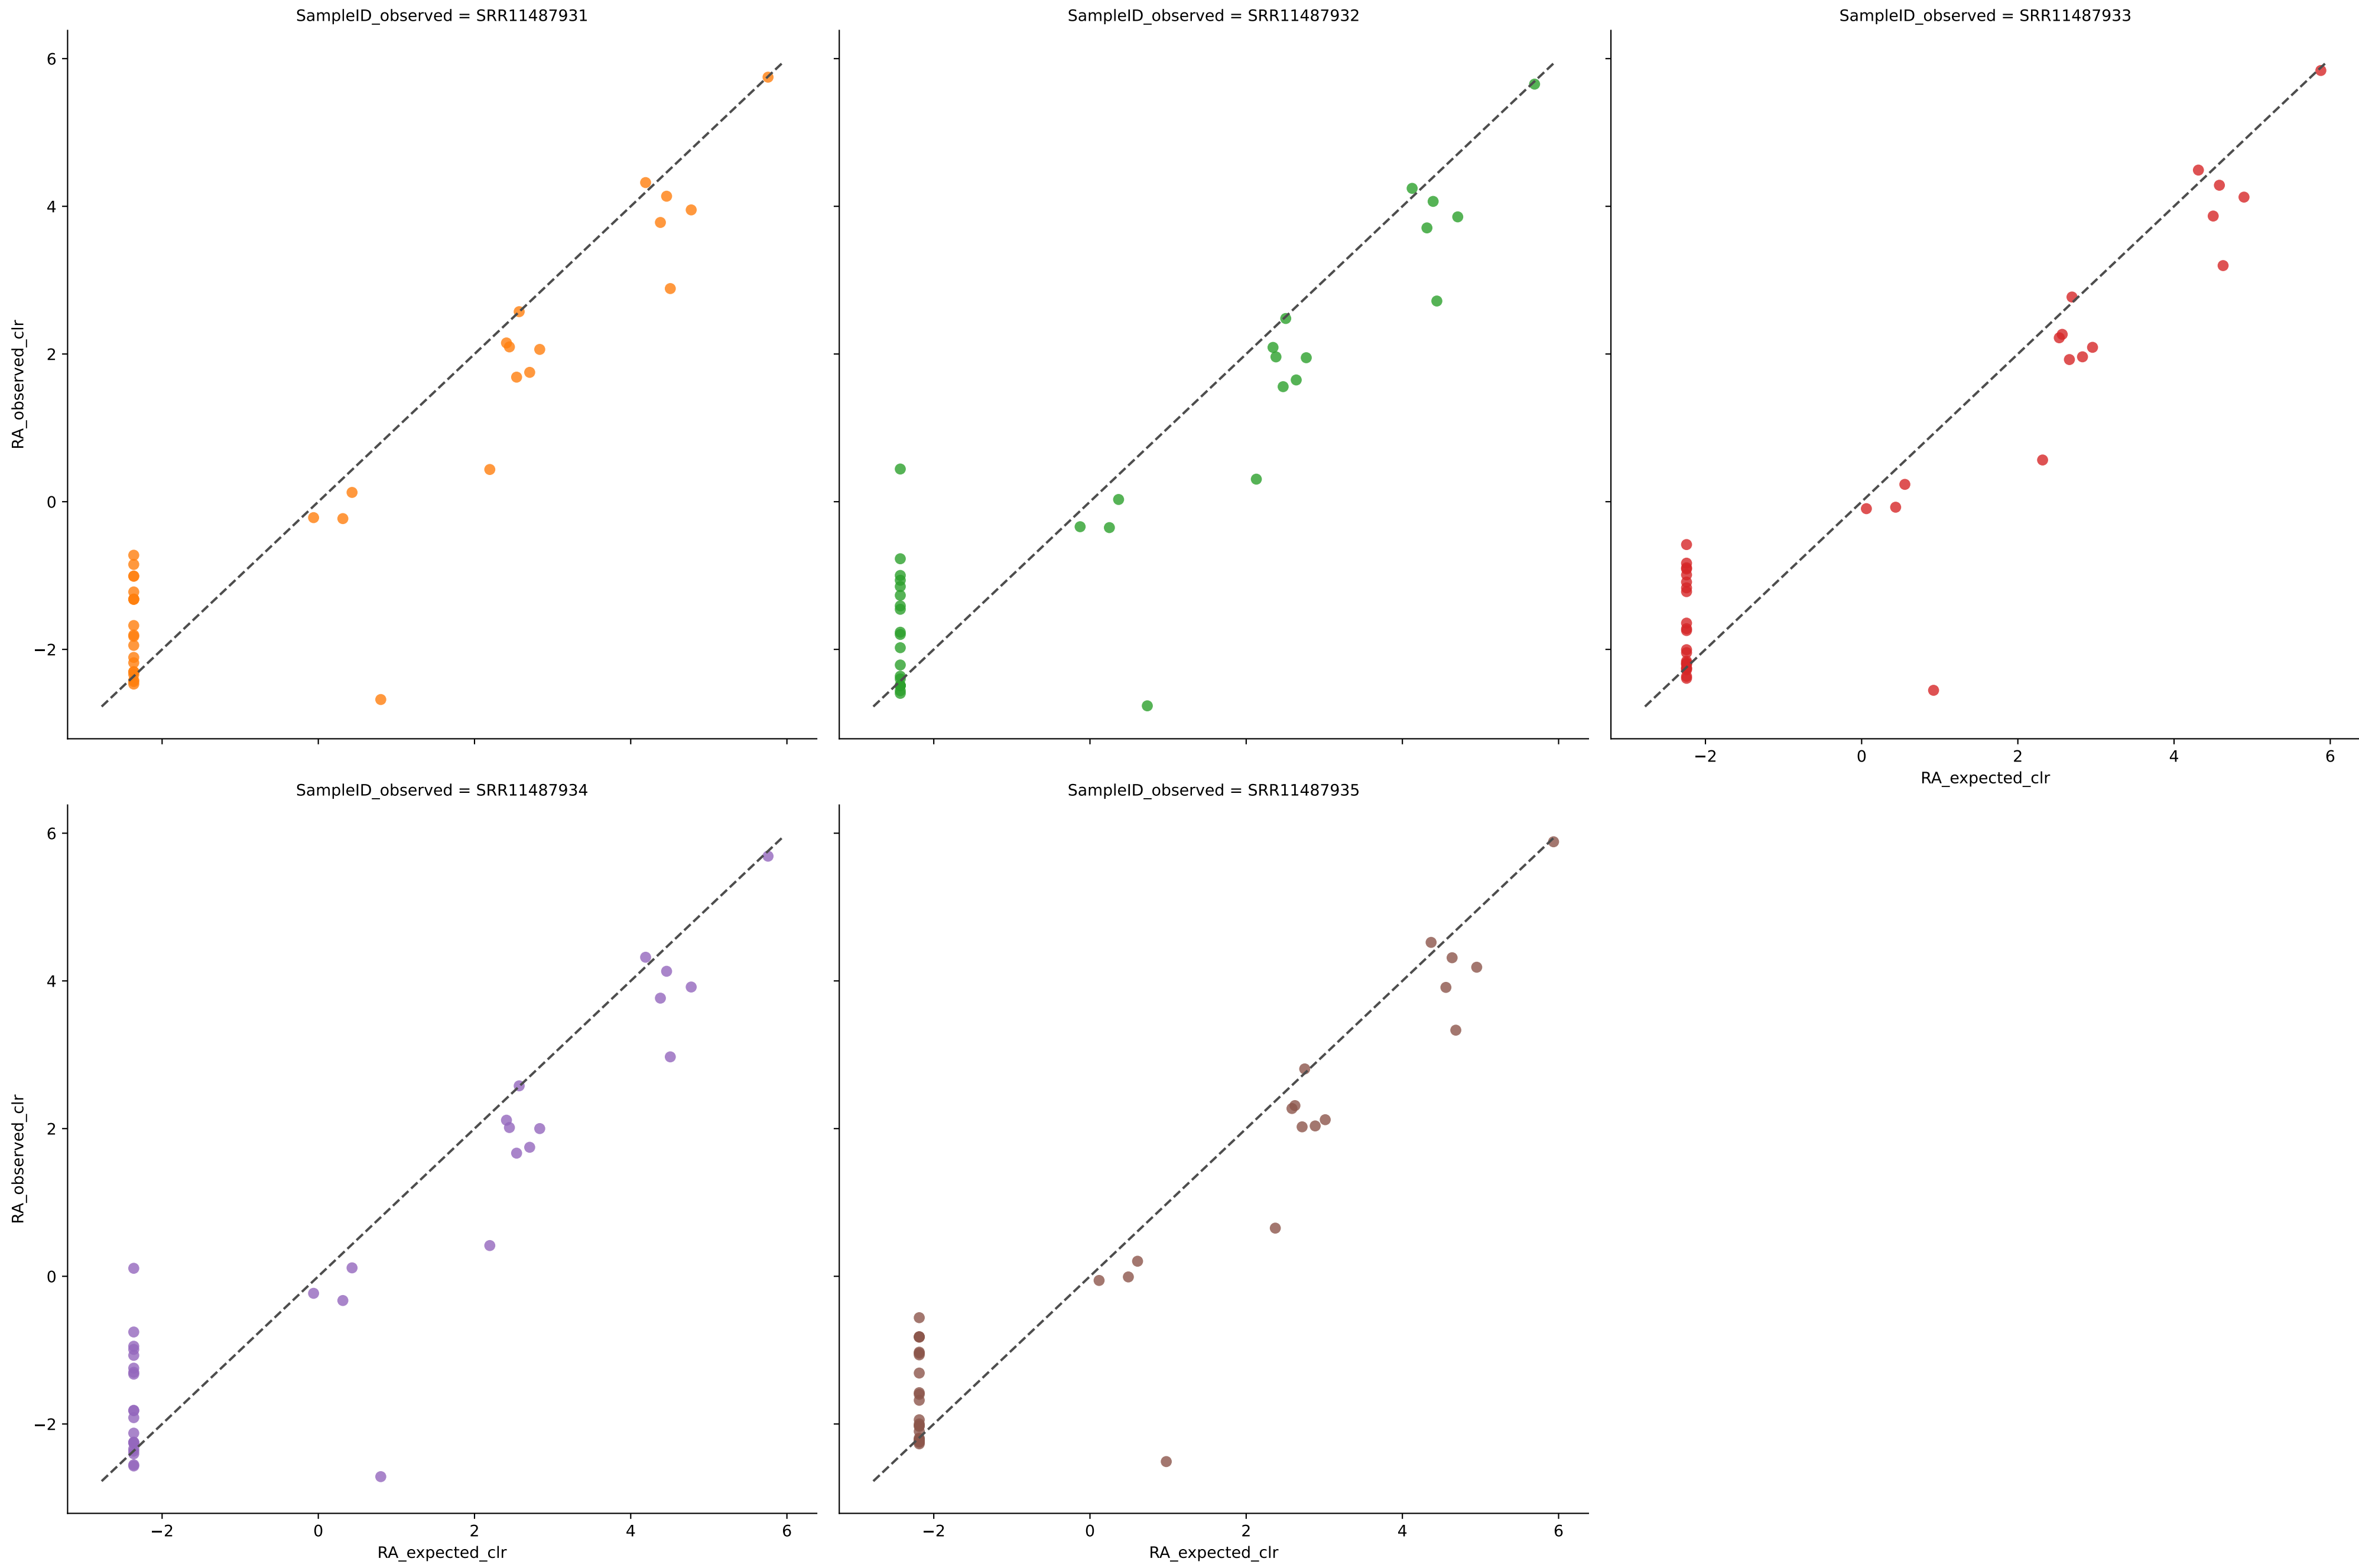 SampleID_observed = SRR11487931
SampleID_observed = SRR11487932
SampleID_observed = SRR11487933
6
4
2
0
−2
RA_observed_clr
−2 0 2 4 6
RA_expected_clr
SampleID_observed = SRR11487934
SampleID_observed = SRR11487935
6
4
2
0
−2
RA_observed_clr
−2 0 2 4 6
−2 0 2 4 6
RA_expected_clr
RA_expected_clr